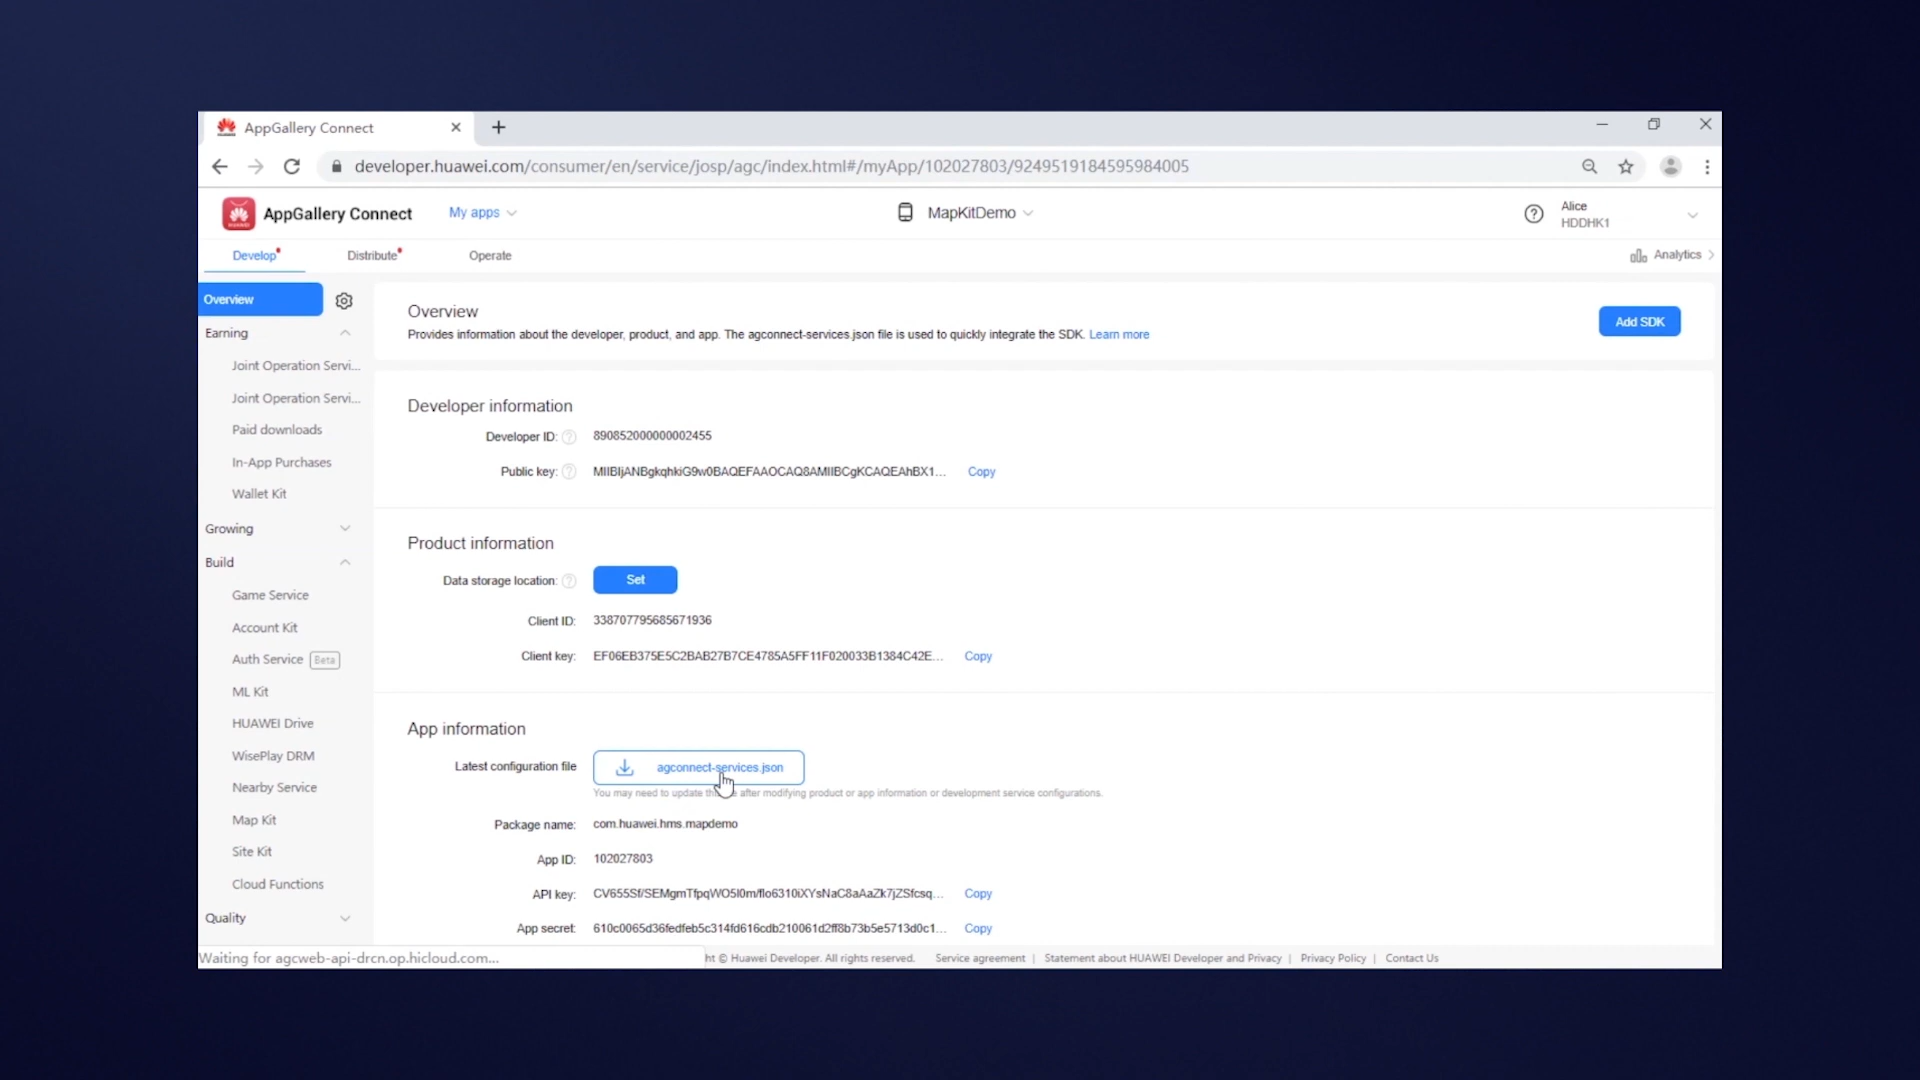 AppGallery Connect
developer.huawei.com/consumer/en/service/josp/agc/index.html#/myApp/102027803/9249519184595984005
AppGallery Connect
My apps
MapKitDemo
Alice
HDDHK1
Develop
Distribute
Operate
Analytics
Overview
Earning
Joint Operation Servi...
Joint Operation Servi...
Paid downloads
In-App Purchases
Wallet Kit
Growing
Build
Game Service
Account Kit
Auth Service Beta
ML Kit
HUAWEI Drive
WisePlay DRM
Nearby Service
Map Kit
Site Kit
Cloud Functions
Quality
Overview
Provides information about the developer, product, and app. The agconnect-services.json file is used to quickly integrate the SDK. Learn more
Add SDK
Developer information
Developer ID: 890852000000002455
Public key: MIIBIjANBgkqhkiG9w0BAQEFAAOCAQ8AMIIBCgKCAQEAhBX1... Copy
Product information
Data storage location: Set
Client ID: 338707795685671936
Client key: EF06EB375E5C2BAB27B7CE4785A5FF11F020033B1384C42E... Copy
App information
Latest configuration file agconnect-services.json
You may need to update after modifying product or app information or development service configurations.
Package name: com.huawei.hms.mapdemo
App ID: 102027803
API key: CV655Sf/SEMgmTfpqWO5l0m/flo6310iXYsNaC8aAaZk7jZSfcsq... Copy
App secret: 610c0065d36fedfeb5c314fd616cdb210061d2ff8b73b5e5713d0c1... Copy
Waiting for agcweb-api-drcn.op.hicloud.com...
ht © Huawei Developer. All rights reserved. Service agreement | Statement about HUAWEI Developer and Privacy | Privacy Policy | Contact Us